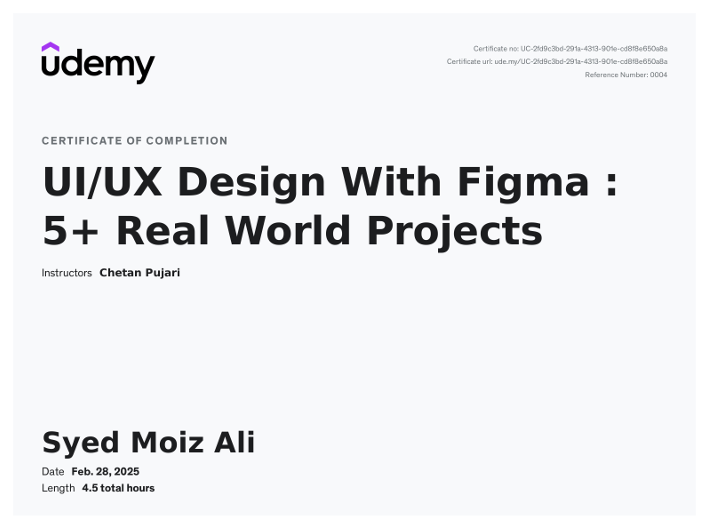 udemy
Certificate no: UC-2fd9c3bd-291a-4313-901e-cd8f8e650a8a
Certificate url: ude.my/UC-2fd9c3bd-291a-4313-901e-cd8f8e650a8a
Reference Number: 0004
CERTIFICATE OF COMPLETION
UI/UX Design With Figma :
5+ Real World Projects
Instructors Chetan Pujari
Syed Moiz Ali
Date Feb. 28, 2025
Length 4.5 total hours